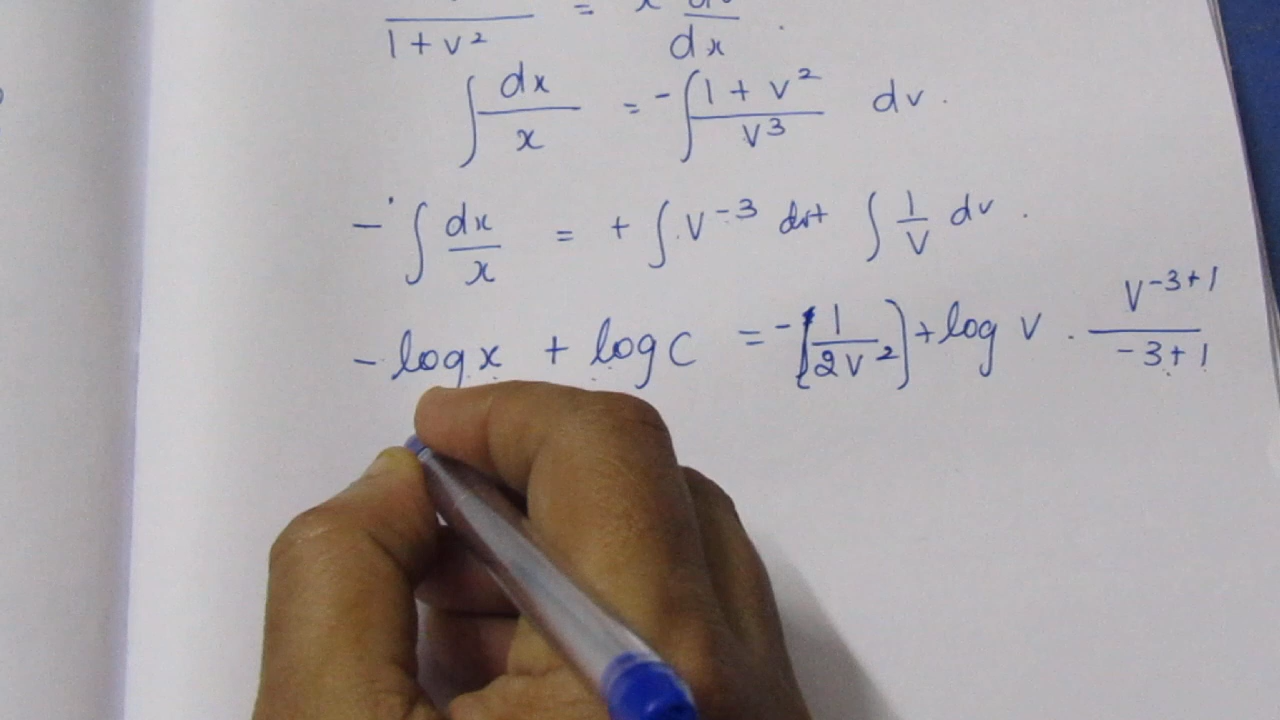 1 + v² = x dx
∫ dx/x = - ∫ 1 + v²/v³ dv.
- ∫ dx/x = + ∫ v⁻³ dv + ∫ 1/v dv.
- log x + log c = - [1/2v²] + log v . v⁻³⁺¹/-3+1